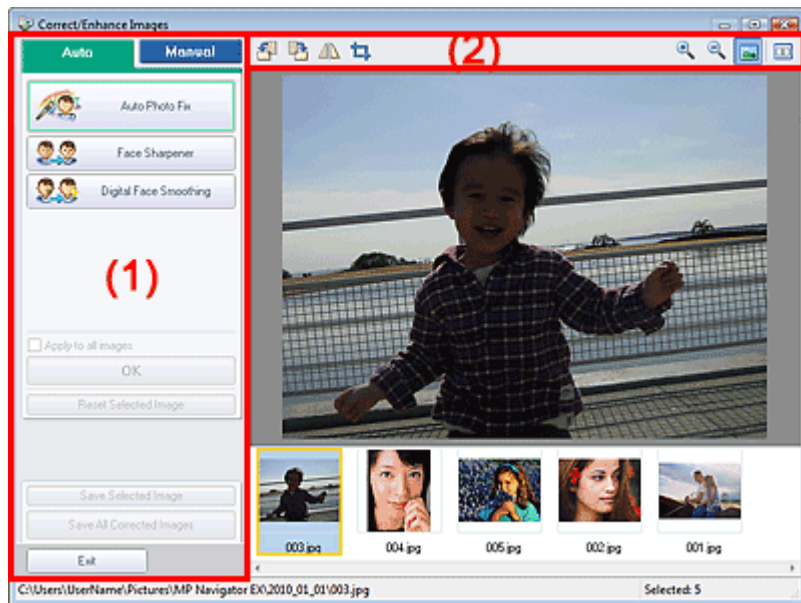 Correct/Enhance Images
Auto Manual
(2)
Auto Photo Fix
Face Sharpener
Digital Face Smoothing
(1)
Apply to all images
OK
Reset Selected Image
Save Selected Image
Save All Corrected Images
Exit
003.jpg 004.jpg 005.jpg 002.jpg 001.jpg
C:\Users\UserName\Pictures\MP Navigator EX\2010_01_01\003.jpg Selected: 5